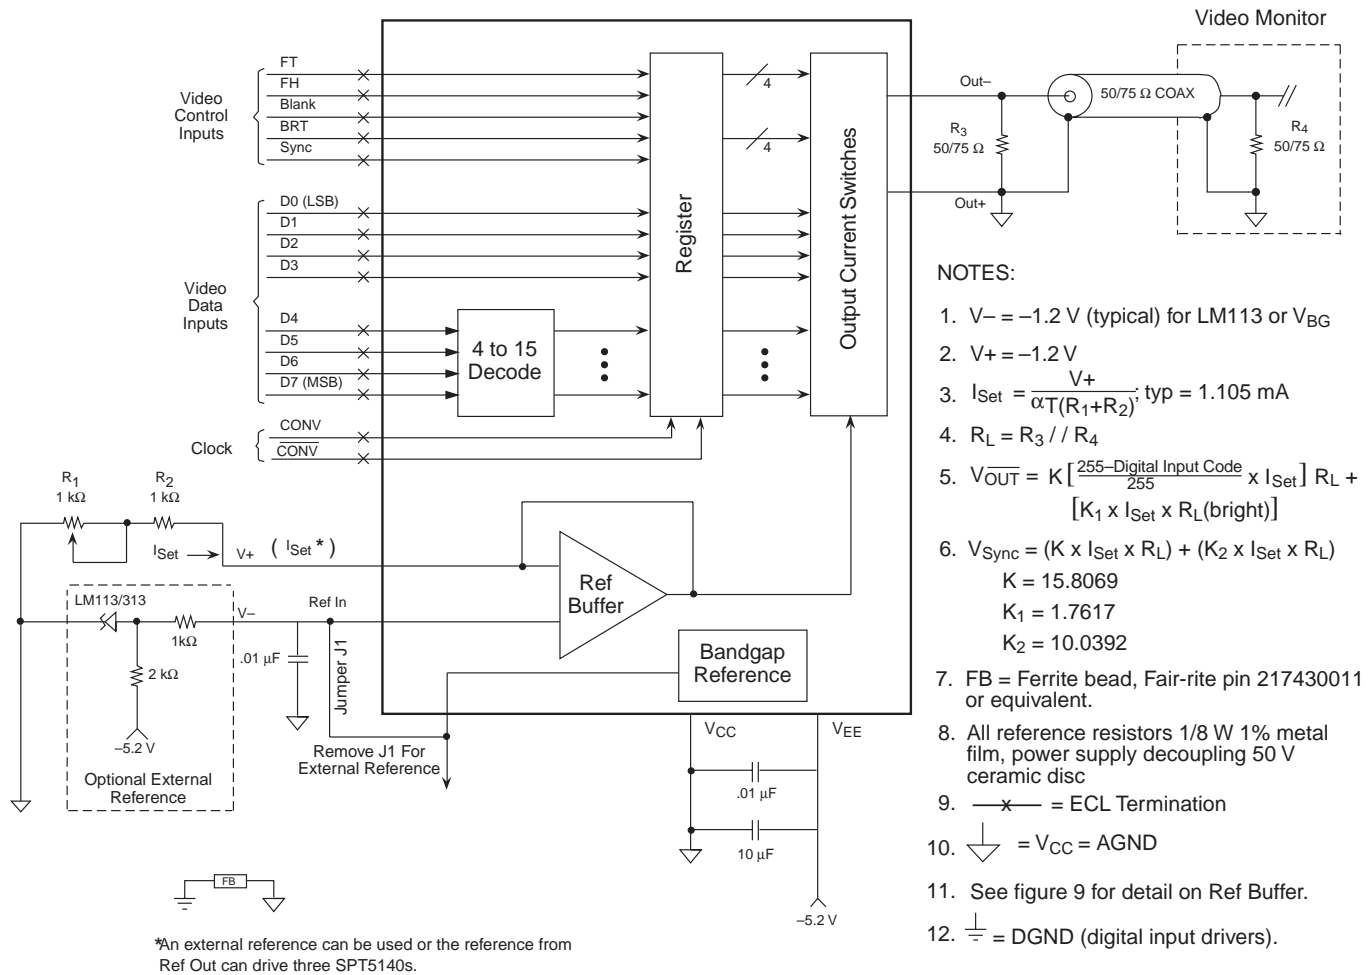 Video Monitor
FT
FH
Blank
BRT
Sync
Video
Control
Inputs
4
4
Out–
50/75 Ω COAX
R3
50/75 Ω
R4
50/75 Ω
Out+
D0 (LSB)
D1
D2
D3
Video
Data
Inputs
D4
D5
D6
D7 (MSB)
4 to 15
Decode
Register
Output Current Switches
Clock
CONV
CONV
R1
1 kΩ
R2
1 kΩ
ISet
V+
( ISet * )
LM113/313
V–
Ref In
1kΩ
.01 µF
2 kΩ
–5.2 V
Optional External
Reference
Jumper J1
Ref
Buffer
Bandgap
Reference
Remove J1 For
External Reference
VCC
VEE
.01 µF
10 µF
–5.2 V
FB
*An external reference can be used or the reference from
Ref Out can drive three SPT5140s.
NOTES:
1. V– = –1.2 V (typical) for LM113 or VBG
2. V+ = –1.2 V
3. ISet = V+ / αT(R1+R2); typ = 1.105 mA
4. RL = R3 / / R4
5. VOUT = K [ 255–Digital Input Code / 255 x ISet ] RL +
[K1 x ISet x RL(bright)]
6. VSync = (K x ISet x RL) + (K2 x ISet x RL)
K = 15.8069
K1 = 1.7617
K2 = 10.0392
7. FB = Ferrite bead, Fair-rite pin 217430011
or equivalent.
8. All reference resistors 1/8 W 1% metal
film, power supply decoupling 50 V
ceramic disc
9. x = ECL Termination
10. = VCC = AGND
11. See figure 9 for detail on Ref Buffer.
12. = DGND (digital input drivers).